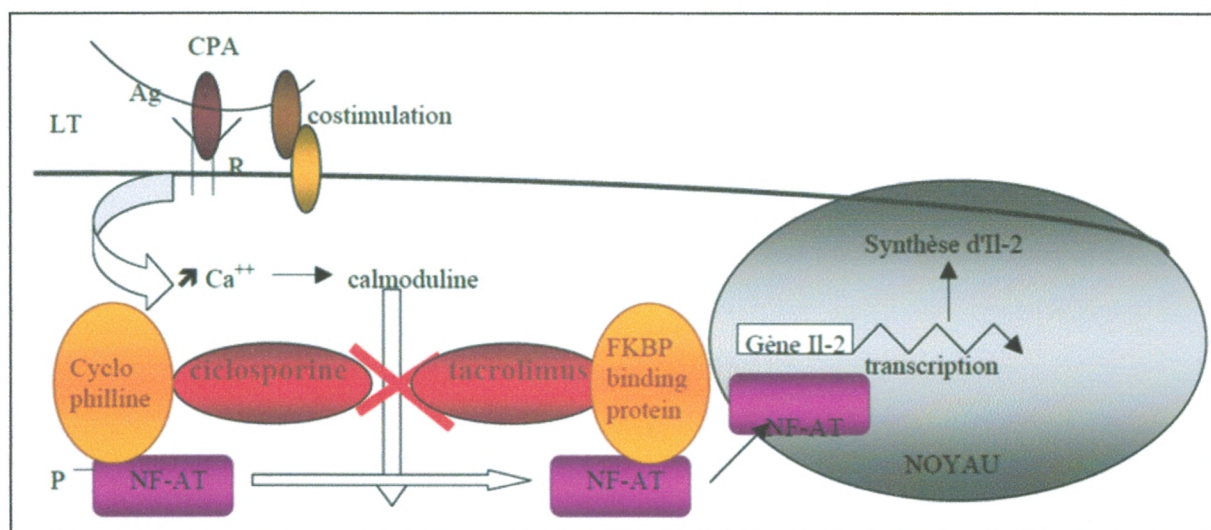 CPA
Ag
LT
costimulation
R
Ca++
calmoduline
Synthèse d'Il-2
Gène Il-2
transcription
Cyclo
philline
ciclosporine
tacrolimus
FKBP
binding
protein
NF-AT
P
NF-AT
NF-AT
NOYAU